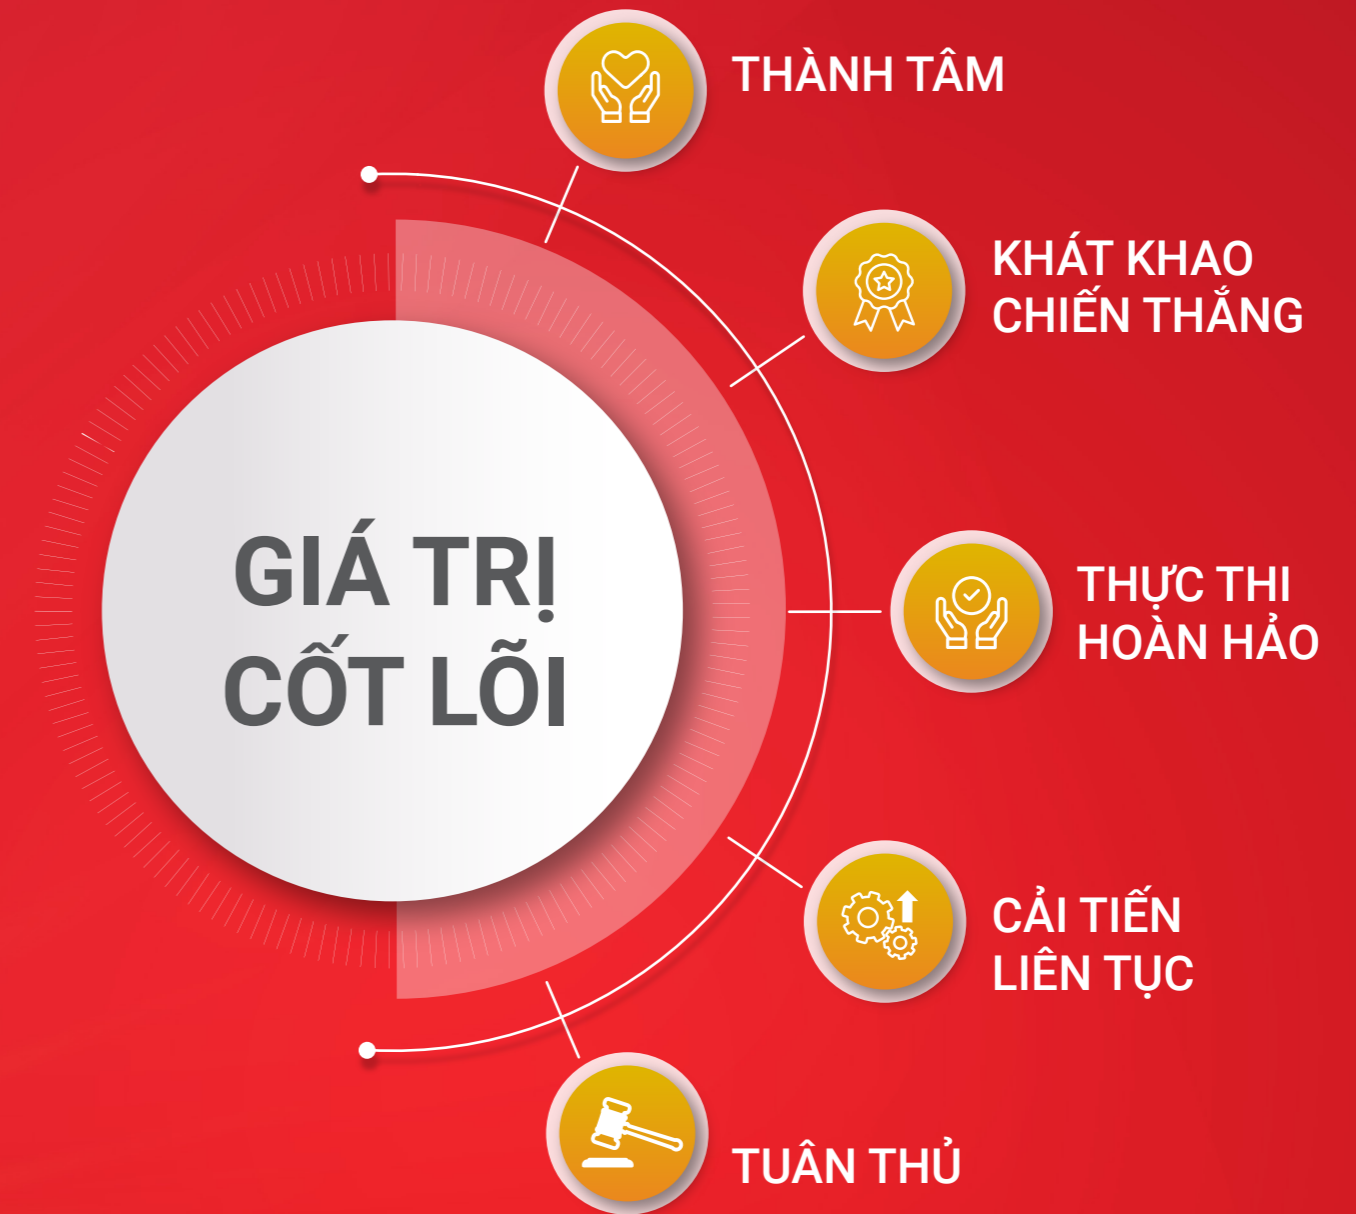 THÀNH TÂM
KHÁT KHAO
CHIẾN THẮNG
GIÁ TRỊ
CỐT LÕI
THỰC THI
HOÀN HẢO
CẢI TIẾN
LIÊN TỤC
TUÂN THỦ